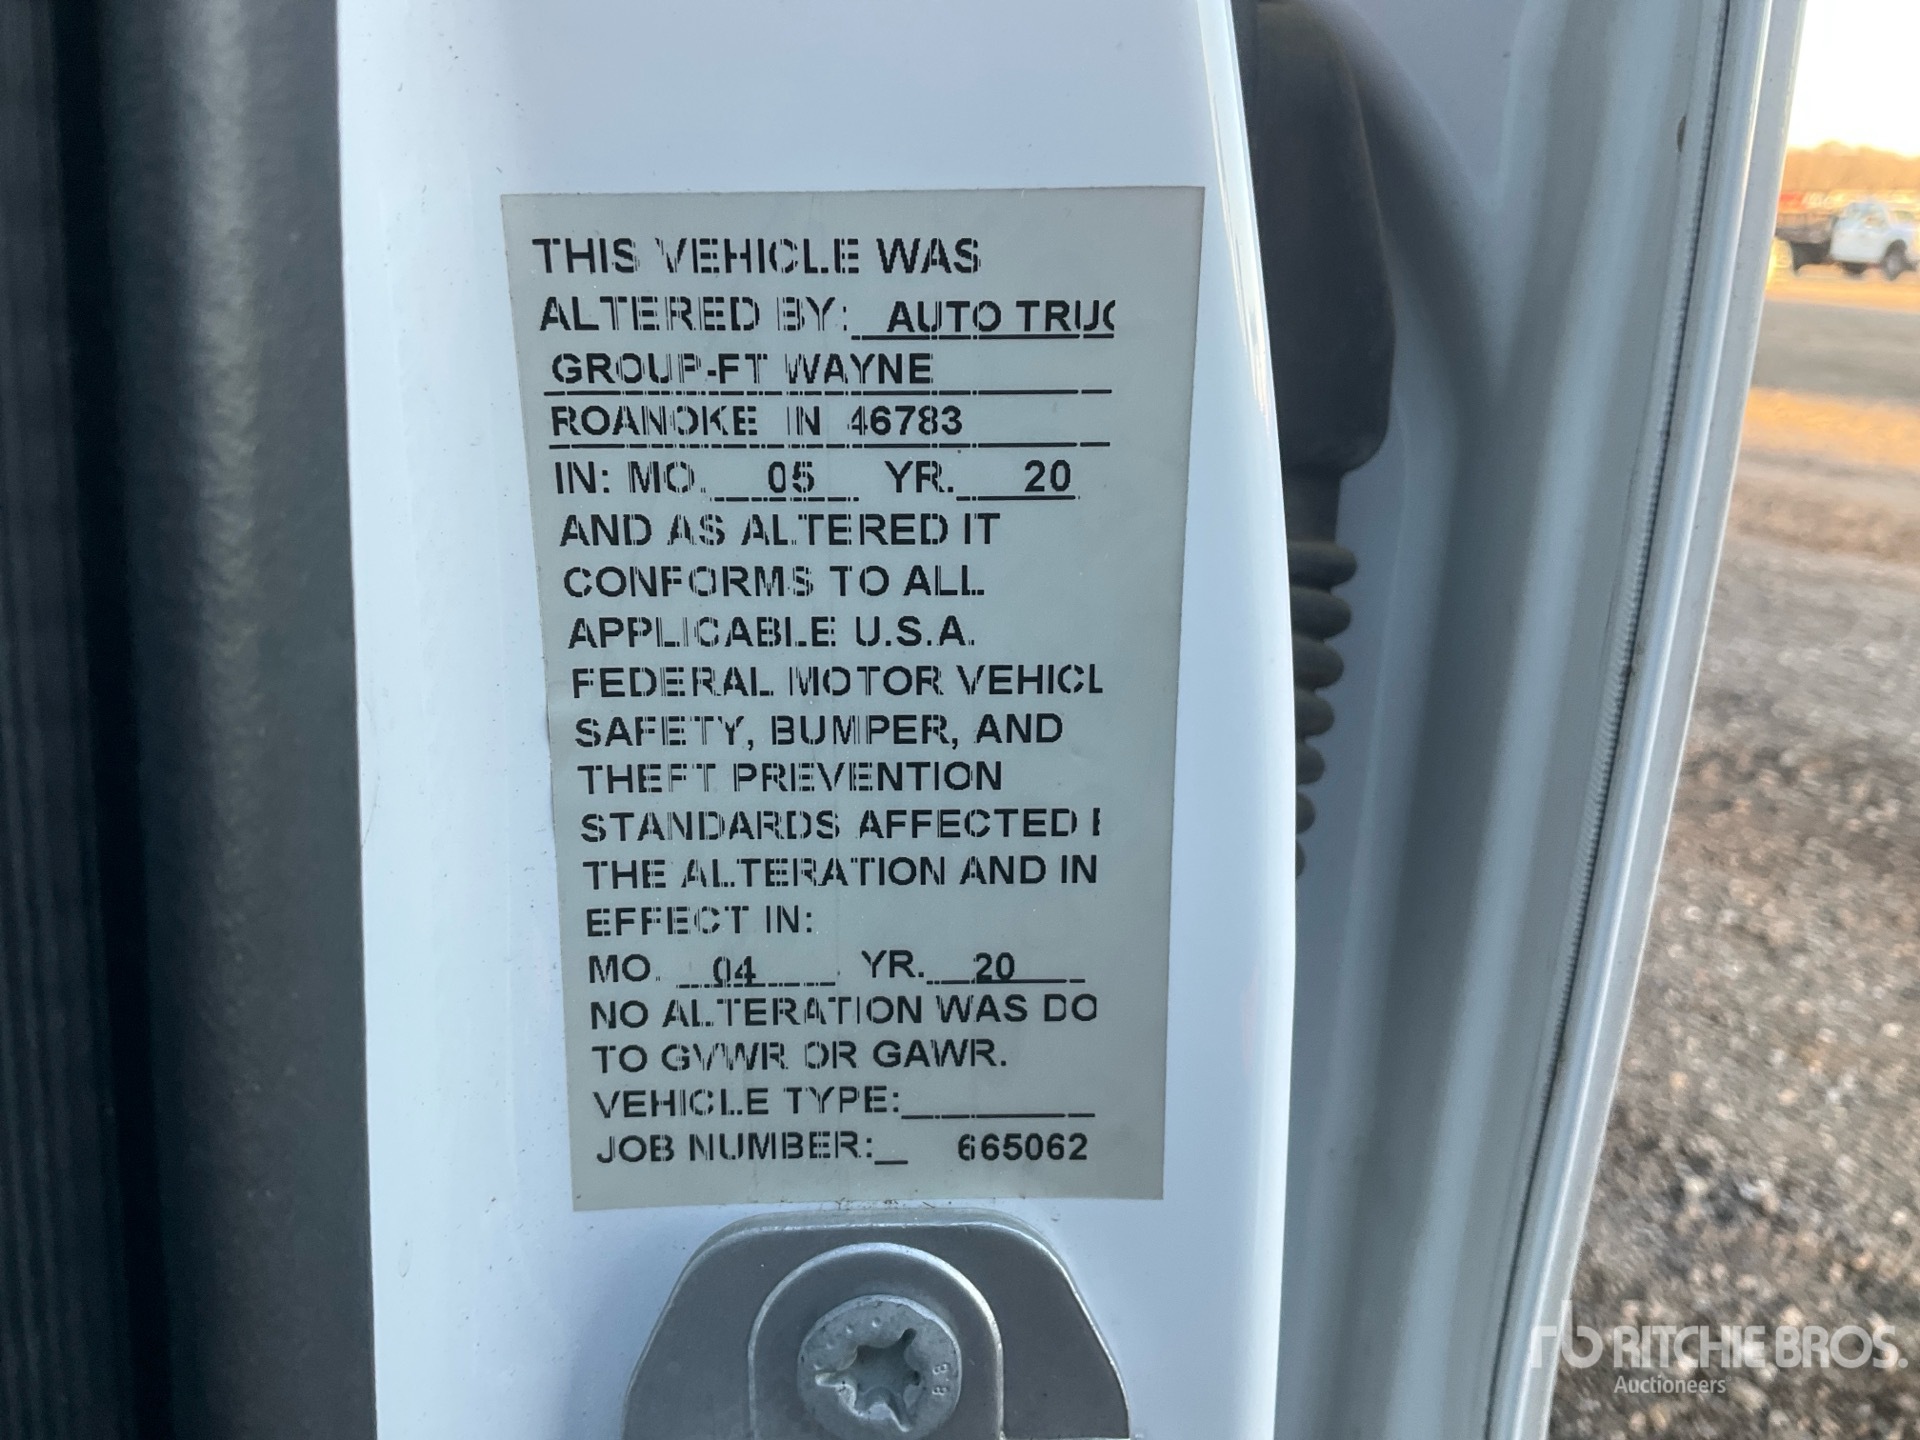 THIS VEHICLE WAS
ALTERED BY: AUTO TRUC
GROUP-FT WAYNE
ROANOKE IN 46783
IN: MO. 05 YR. 20
AND AS ALTERED IT
CONFORMS TO ALL
APPLICABLE U.S.A.
FEDERAL MOTOR VEHICL
SAFETY, BUMPER, AND
THEFT PREVENTION
STANDARDS AFFECTED
THE ALTERATION AND IN
EFFECT IN:
MO. 04 YR. 20
NO ALTERATION WAS DO
TO GVWR OR GAWR.
VEHICLE TYPE:
JOB NUMBER: 665062
rb RITCHIE BROS.
Auctioneers